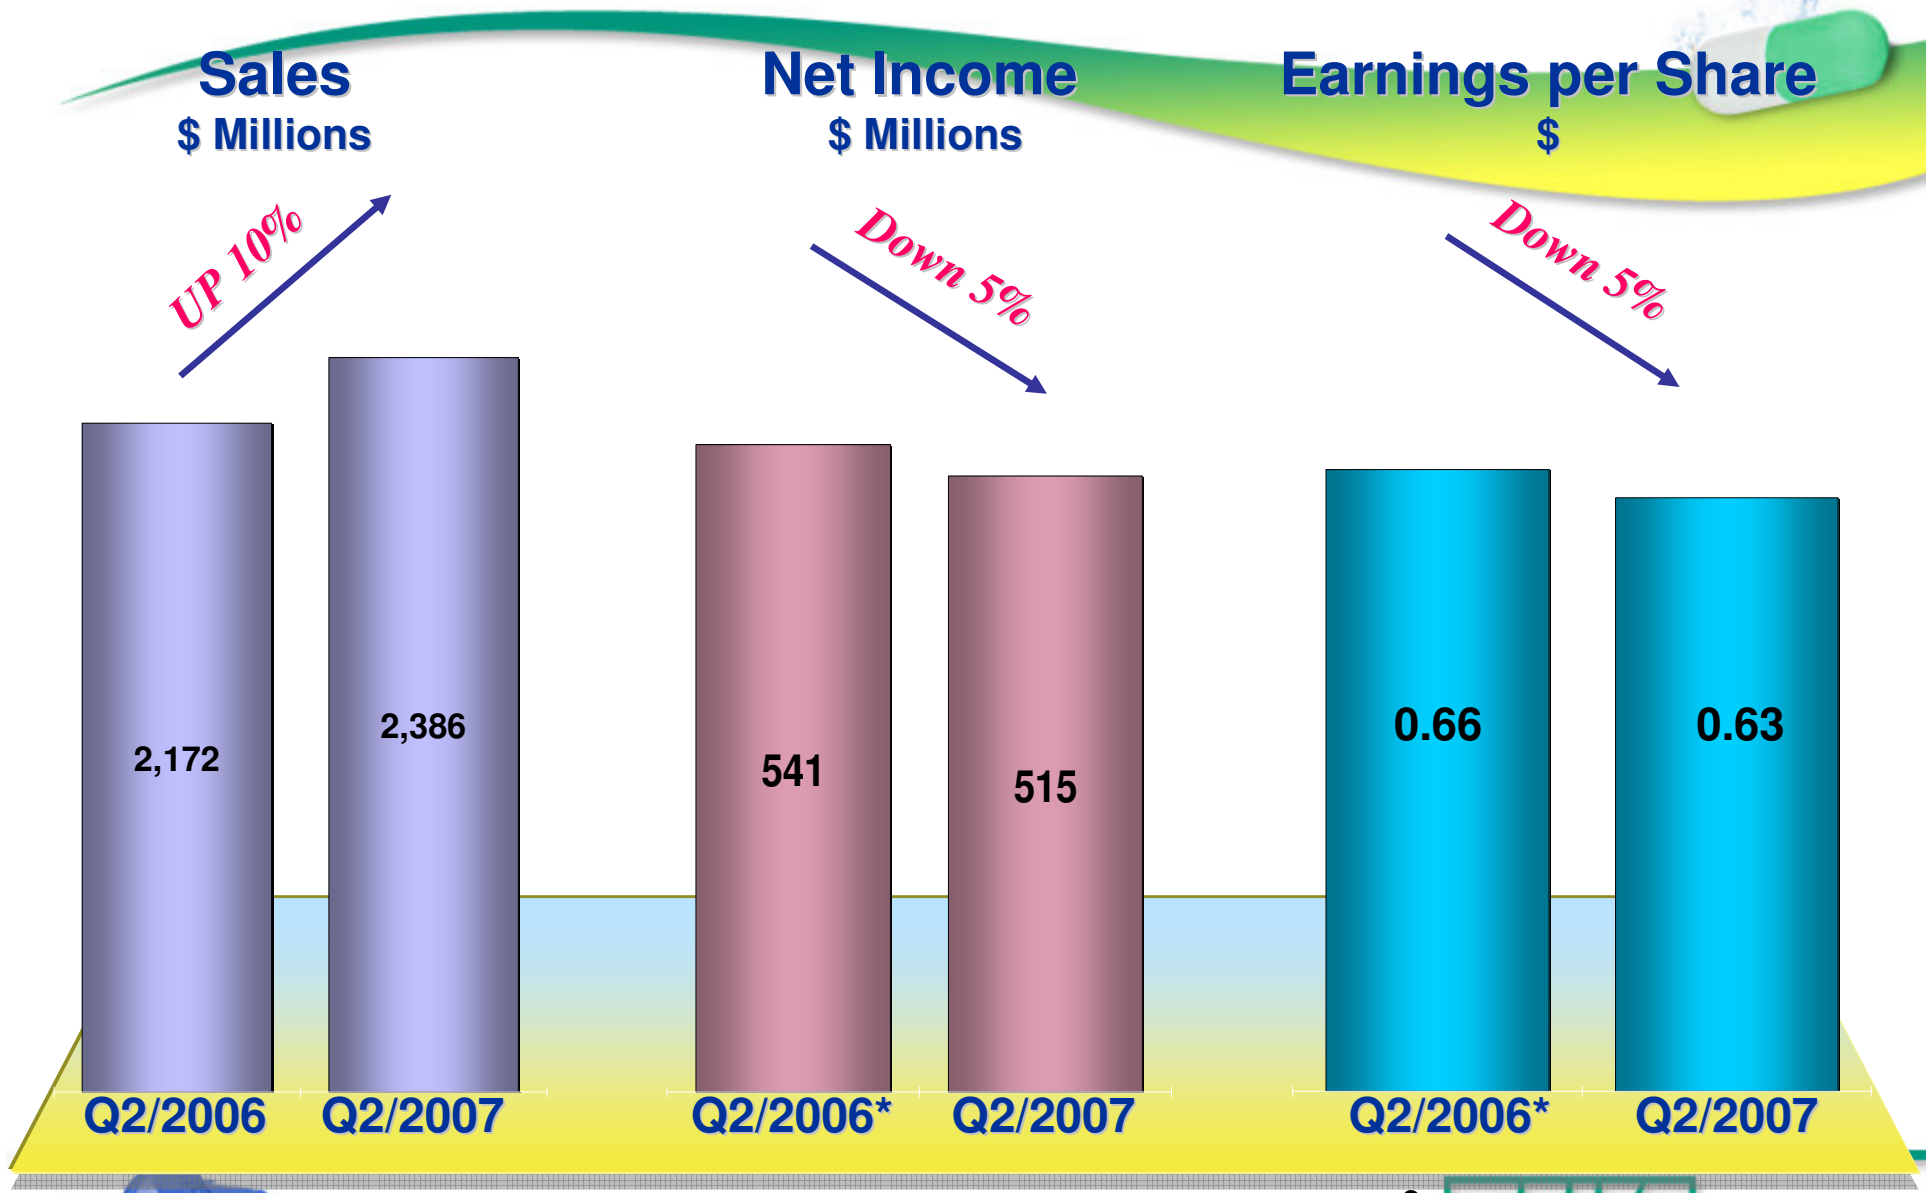 Sales
$ Millions
Net Income
$ Millions
Earnings per Share
$
UP 10%
Down 5%
Down 5%
2,172
2,386
541
515
0.66
0.63
Q2/2006
Q2/2007
Q2/2006*
Q2/2007
Q2/2006*
Q2/2007